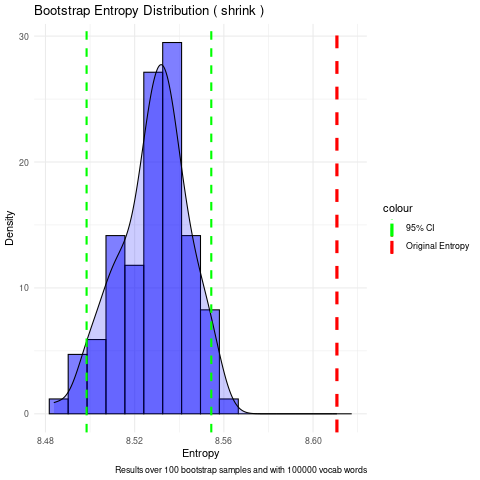 Bootstrap Entropy Distribution ( shrink )
Density
30
20
10
0
8.48
8.52
8.56
8.60
Entropy
colour
95% CI
Original Entropy
Results over 100 bootstrap samples and with 100000 vocab words